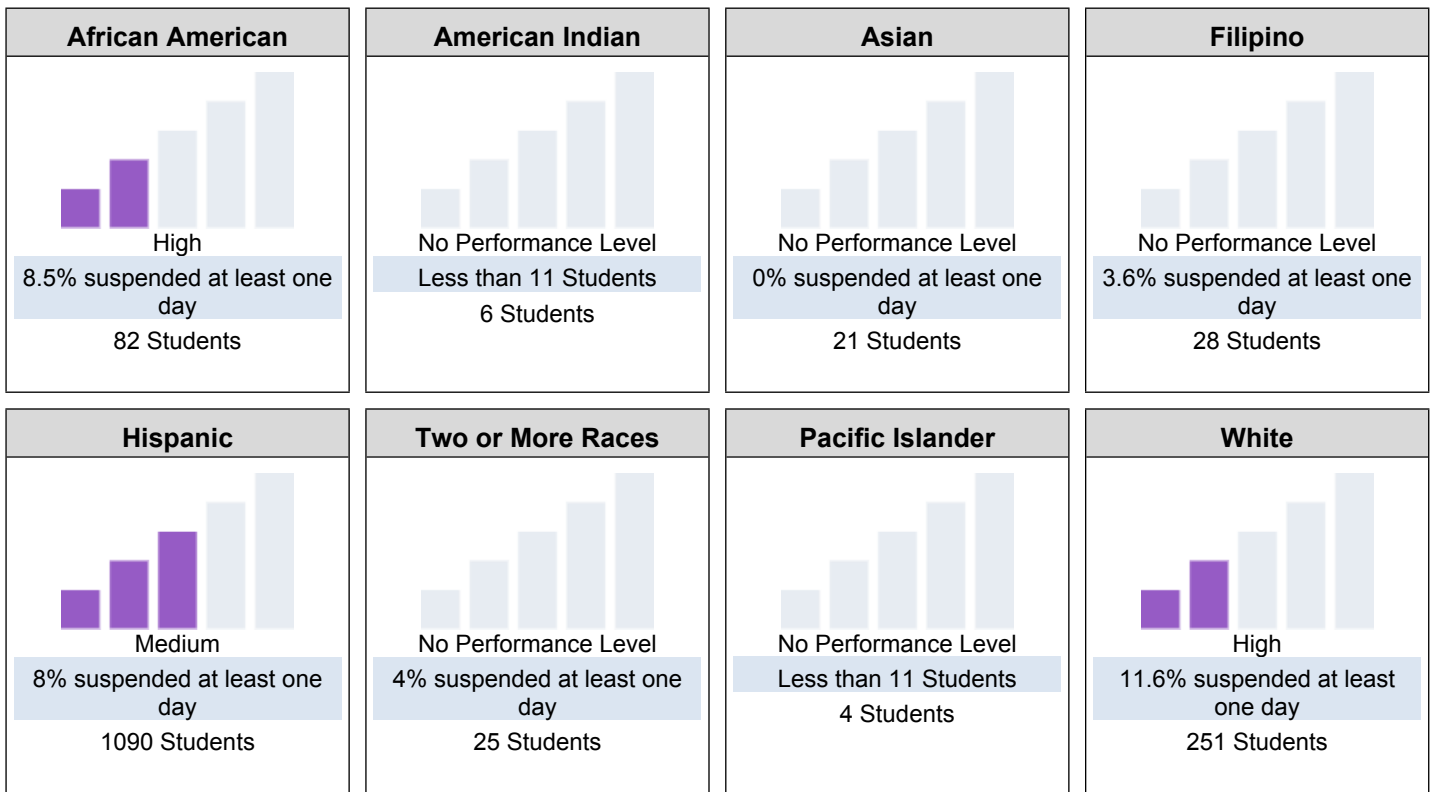 African American
High
8.5% suspended at least one
day
82 Students
American Indian
No Performance Level
Less than 11 Students
6 Students
Asian
No Performance Level
0% suspended at least one
day
21 Students
Filipino
No Performance Level
3.6% suspended at least one
day
28 Students
Hispanic
Medium
8% suspended at least one
day
1090 Students
Two or More Races
No Performance Level
4% suspended at least one
day
25 Students
Pacific Islander
No Performance Level
Less than 11 Students
4 Students
White
High
11.6% suspended at least
one day
251 Students